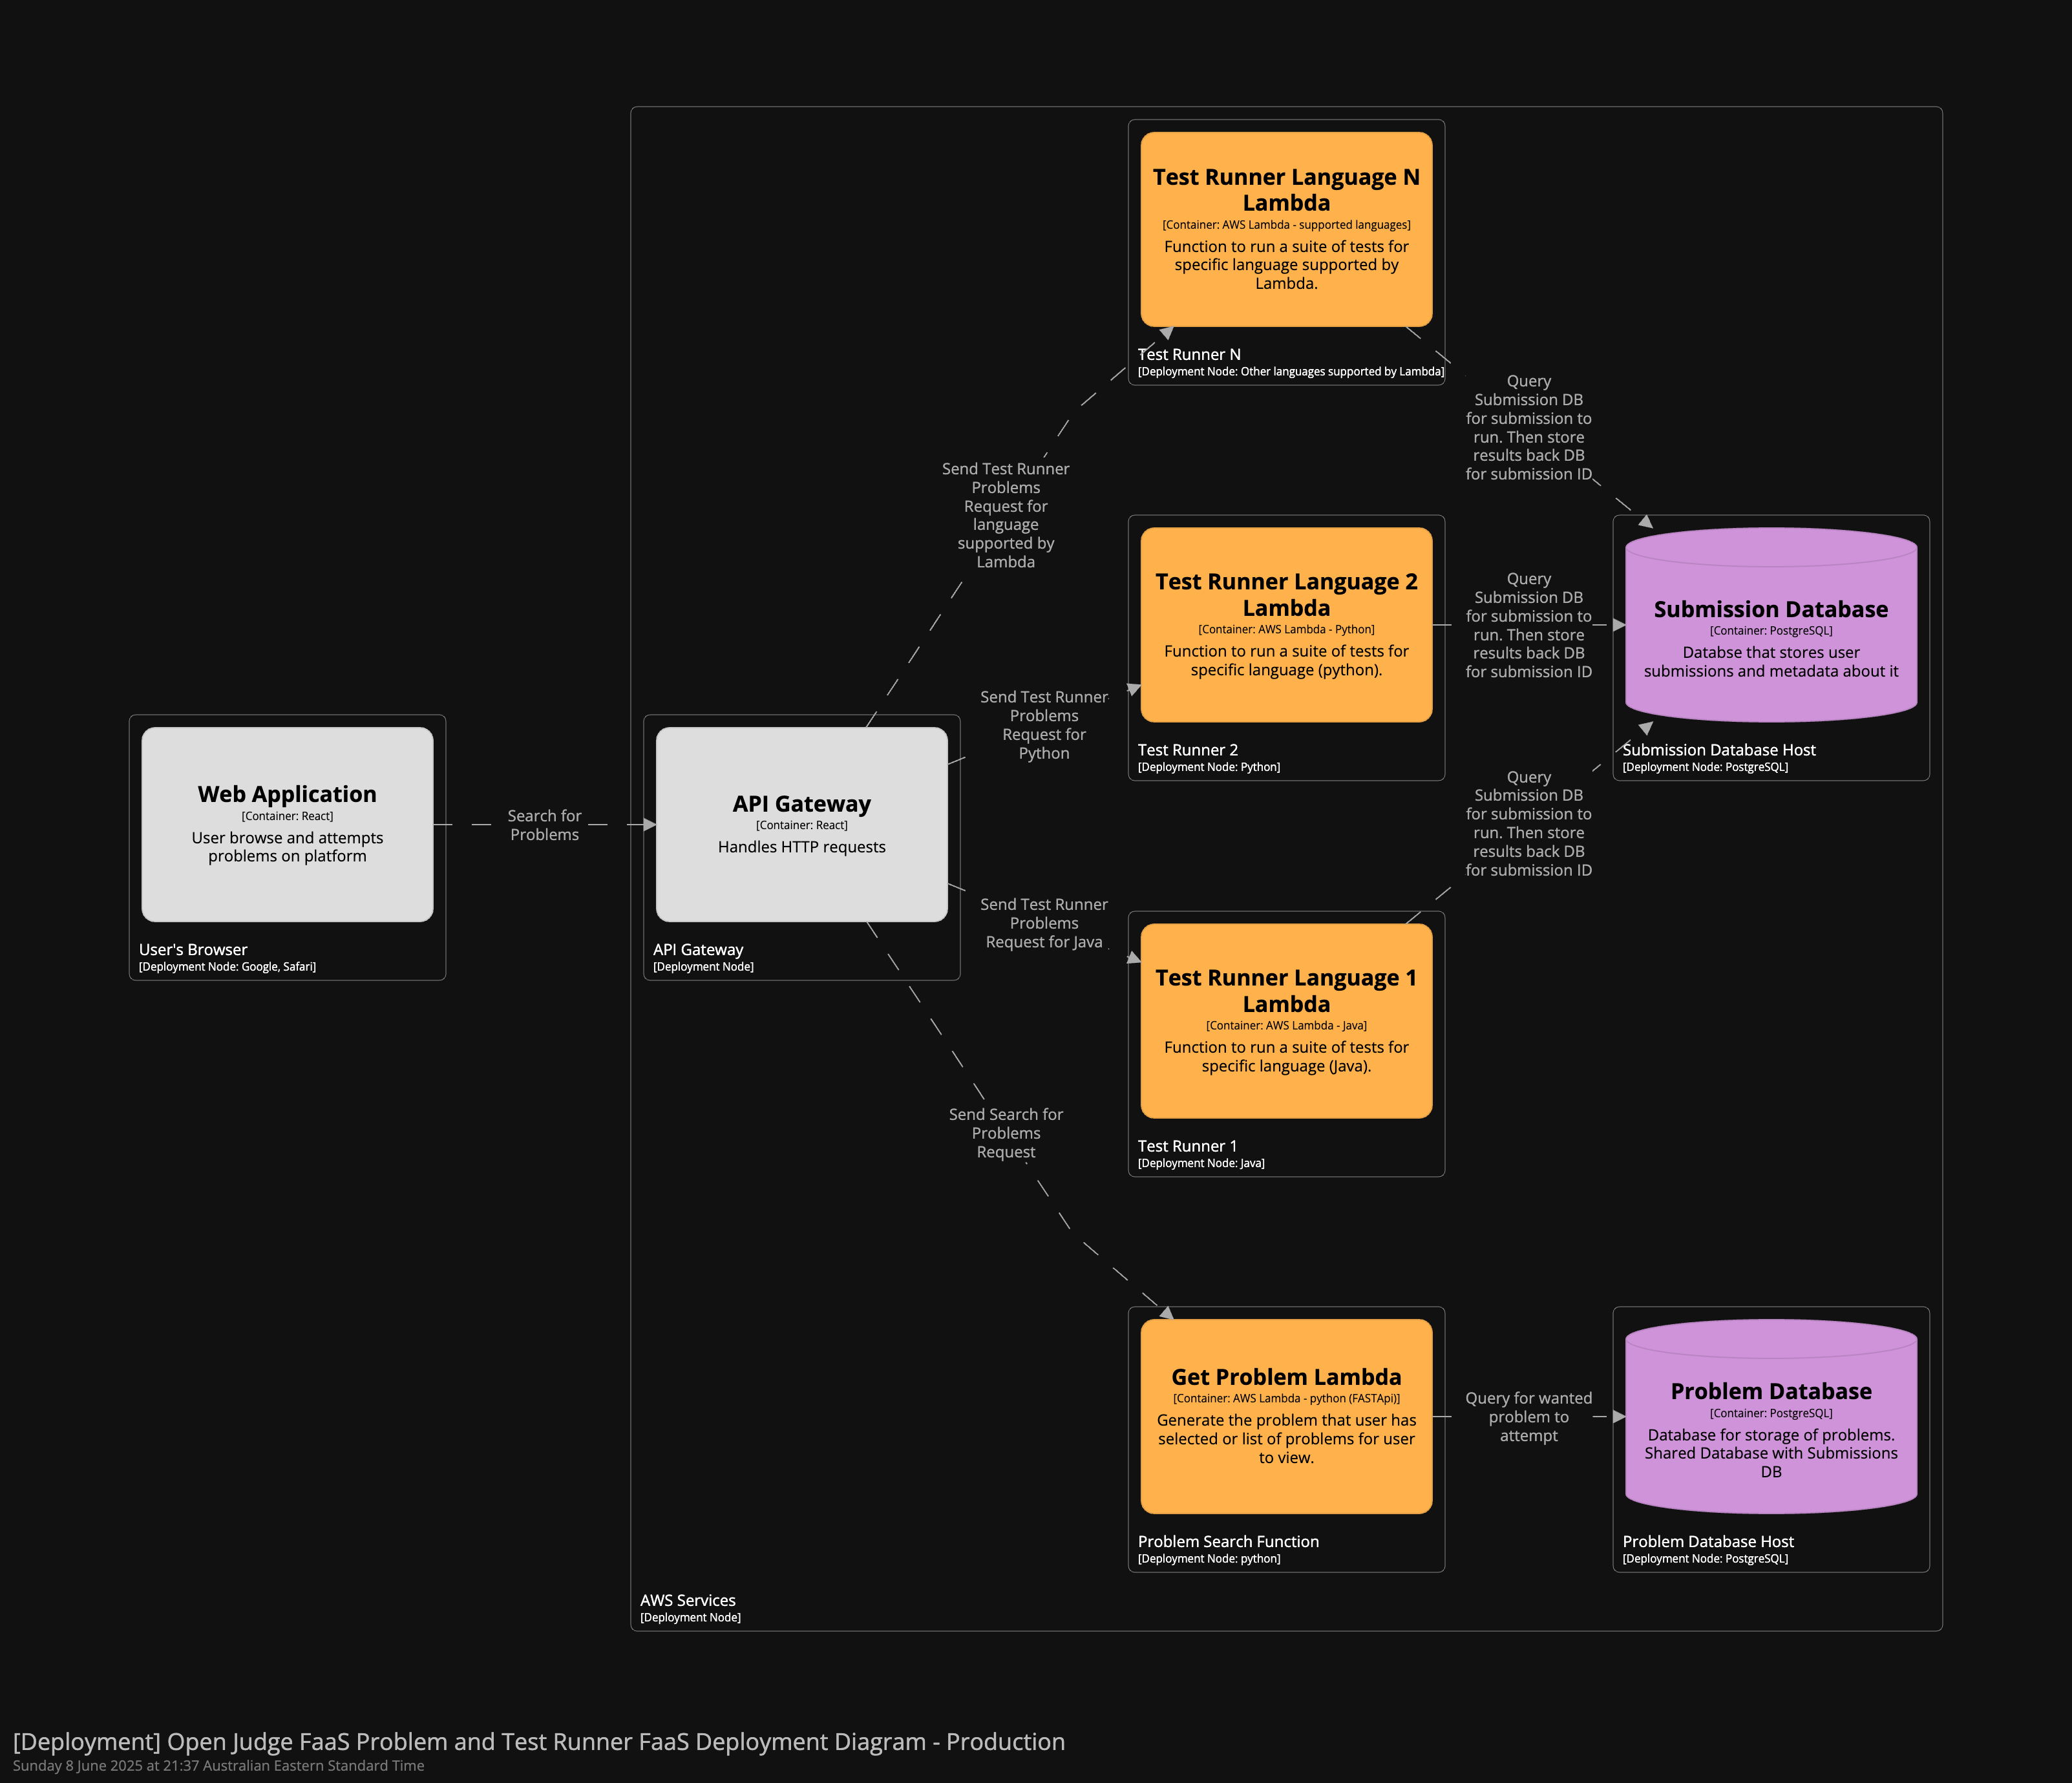 Test Runner Language N
Lambda
[Container: AWS Lambda - supported languages]
Function to run a suite of tests for
specific language supported by
Lambda.
Test Runner N
[Deployment Node: Other languages supported by Lambda]
Query
Submission DB
for submission to
run. Then store
results back DB
for submission ID
Send Test Runner
Problems
Request for
language
supported by
Lambda
Test Runner Language 2
Lambda
[Container: AWS Lambda - Python]
Function to run a suite of tests for
specific language (python).
Test Runner 2
[Deployment Node: Python]
Query
Submission DB
for submission to
run. Then store
results back DB
for submission ID
Submission Database
[Container: PostgreSQL]
Databse that stores user
submissions and metadata about it
Submission Database Host
[Deployment Node: PostgreSQL]
Send Test Runner
Problems
Request for
Python
Web Application
[Container: React]
User browse and attempts
problems on platform
User's Browser
[Deployment Node: Google, Safari]
Search for
Problems
API Gateway
[Container: React]
Handles HTTP requests
API Gateway
[Deployment Node]
Query
Submission DB
for submission to
run. Then store
results back DB
for submission ID
Send Test Runner
Problems
Request for Java
Test Runner Language 1
Lambda
[Container: AWS Lambda - Java]
Function to run a suite of tests for
specific language (Java).
Test Runner 1
[Deployment Node: Java]
Send Search for
Problems
Request
Get Problem Lambda
[Container: AWS Lambda - python (FASTApi)]
Generate the problem that user has
selected or list of problems for user
to view.
Problem Search Function
[Deployment Node: python]
Query for wanted
problem to
attempt
Problem Database
[Container: PostgreSQL]
Database for storage of problems.
Shared Database with Submissions
DB
Problem Database Host
[Deployment Node: PostgreSQL]
AWS Services
[Deployment Node]
[Deployment] Open Judge FaaS Problem and Test Runner FaaS Deployment Diagram - Production
Sunday 8 June 2025 at 21:37 Australian Eastern Standard Time